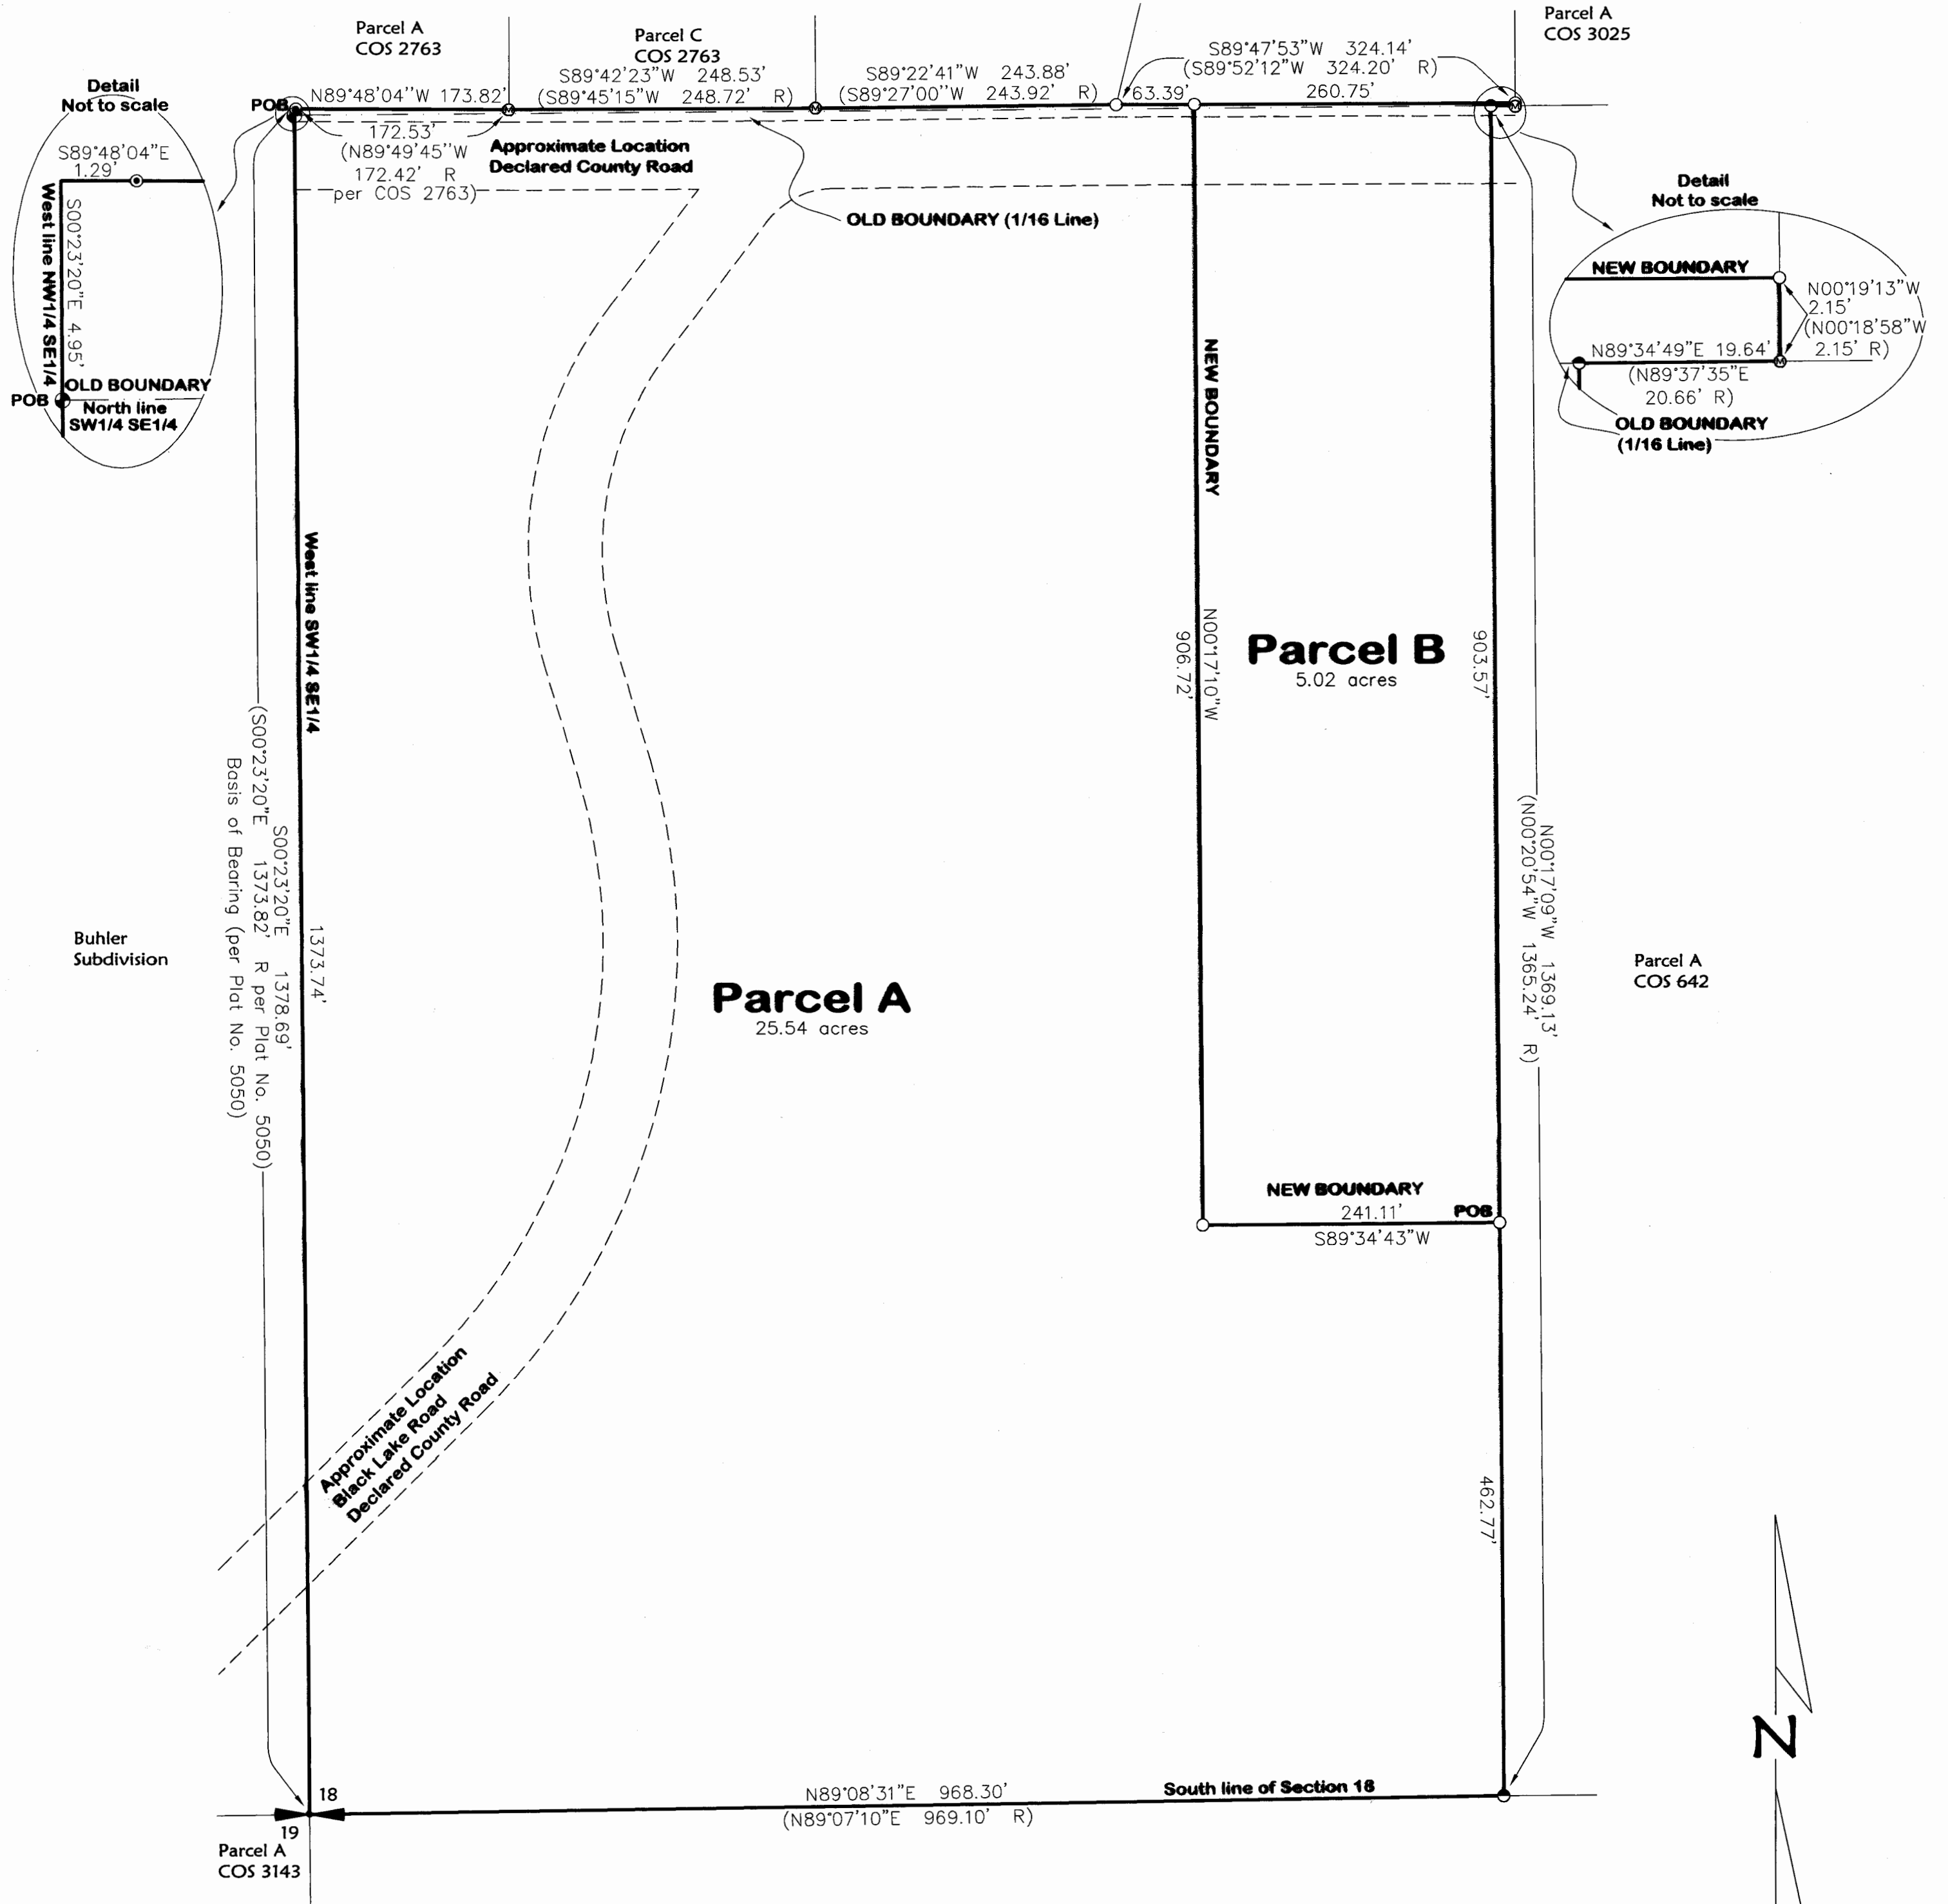 Parcel A
COS 2763
Parcel C
COS 2763
Parcel A
COS 3025
S89°47'53"W 324.14'
(S89°52'12"W 324.20' R)
S89°42'23"W 248.53'
(S89°45'15"W 248.72' R)
S89°22'41"W 243.88'
(S89°27'00"W 243.92' R)
63.39'
260.75'
POB
N89°48'04"W 173.82'
172.53'
(N89°49'45"W
172.42' R
per COS 2763)
Approximate Location
Declared County Road
OLD BOUNDARY (1/16 Line)
Detail
Not to scale
S89°48'04"E
1.29'
West line NW1/4 SE1/4
S00°23'20"E 4.95'
OLD BOUNDARY
POB
North line
SW1/4 SE1/4
Detail
Not to scale
NEW BOUNDARY
N00°19'13"W
2.15'
(N00°18'58"W
2.15' R)
N89°34'49"E 19.64'
(N89°37'35"E
20.66' R)
OLD BOUNDARY
(1/16 Line)
West line SW1/4 SE1/4
NEW BOUNDARY
N00°17'10"W
906.72'
Parcel B
5.02 acres
903.57'
S00°23'20"E 1378.69'
(S00°23'20"E 1373.82' R per Plat No. 5050)
Basis of Bearing (per Plat No. 5050)
1373.74'
Buhler
Subdivision
Parcel A
25.54 acres
N00°17'09"W 1369.13'
(N00°20'54"W 1365.24' R)
Parcel A
COS 642
NEW BOUNDARY
241.11'
POB
S89°34'43"W
462.77'
Approximate Location
Black Lake Road
Declared County Road
N
18
19
N89°08'31"E 968.30'
(N89°07'10"E 969.10' R)
South line of Section 18
Parcel A
COS 3143